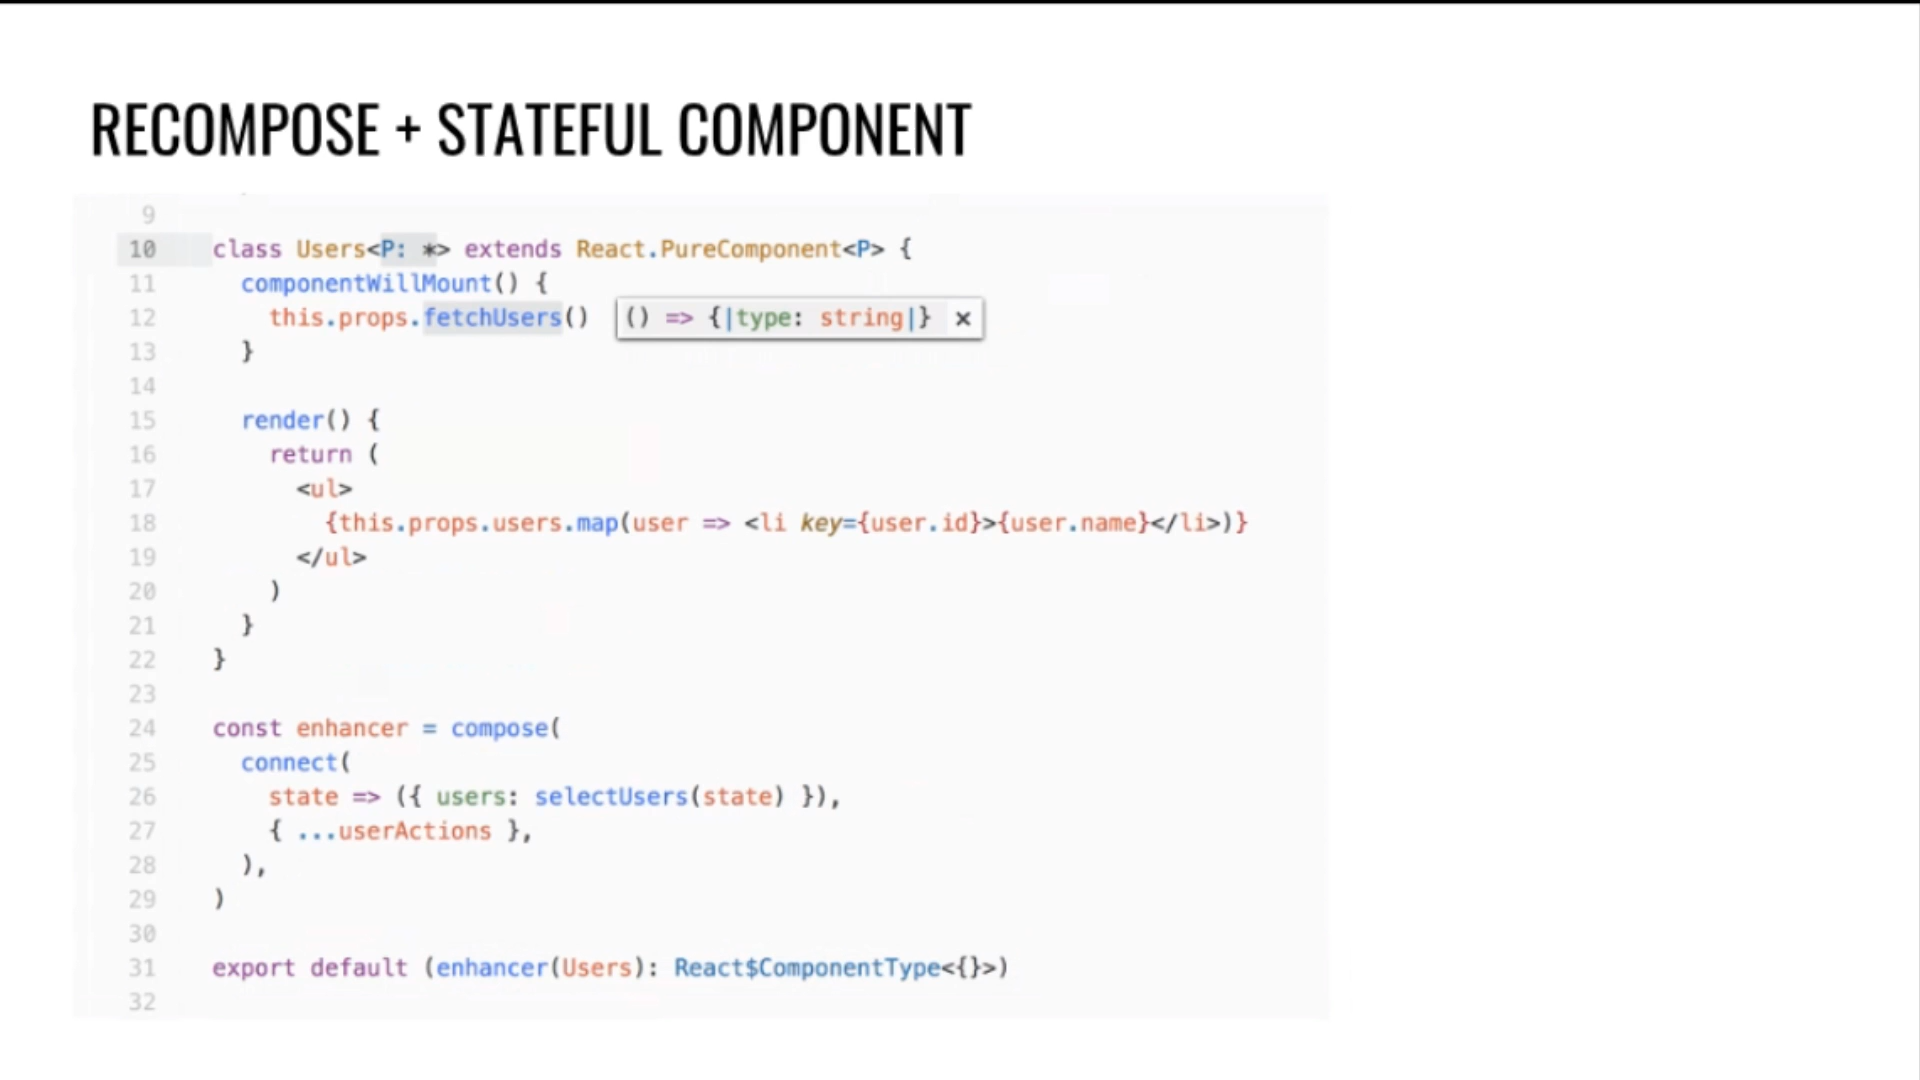 RECOMPOSE + STATEFUL COMPONENT
9
10 class Users<P: *> extends React.PureComponent<P> {
11 componentWillMount() {
12 this.props.fetchUsers() () => {|type: string|} ×
13 }
14
15 render() {
16 return (
17 <ul>
18 {this.props.users.map(user => <li key={user.id}>{user.name}</li>)}
19 </ul>
20 )
21 }
22 }
23
24 const enhancer = compose(
25 connect(
26 state => ({ users: selectUsers(state) }),
27 { ...userActions },
28 ),
29 )
30
31 export default (enhancer(Users): React$ComponentType<{}>)
32